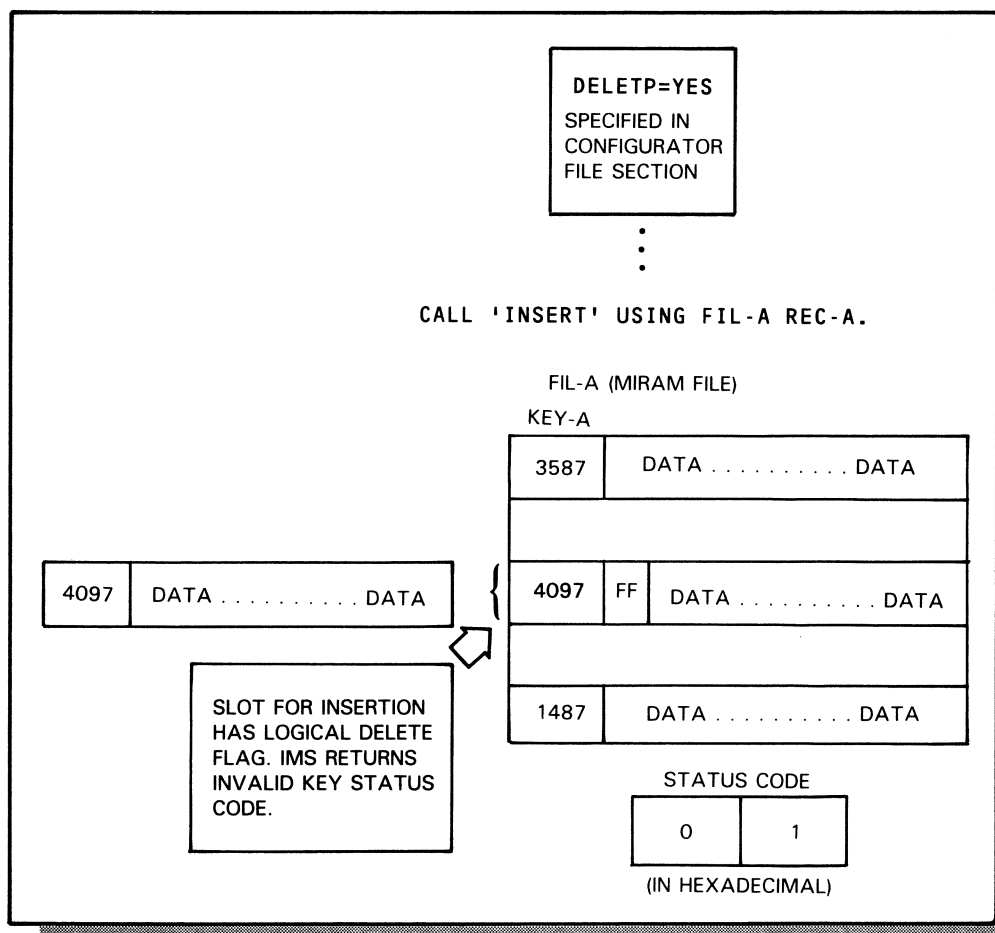 DELETP=YES
SPECIFIED IN
CONFIGURATOR
FILE SECTION
CALL 'INSERT' USING FIL-A REC-A.
FIL-A (MIRAM FILE)
KEY-A
3587 DATA . . . . . . . . . . DATA
4097 DATA . . . . . . . . . . DATA
4097 FF DATA . . . . . . . . . . DATA
SLOT FOR INSERTION
HAS LOGICAL DELETE
FLAG. IMS RETURNS
INVALID KEY STATUS
CODE.
1487 DATA . . . . . . . . . . DATA
STATUS CODE
0 1
(IN HEXADECIMAL)